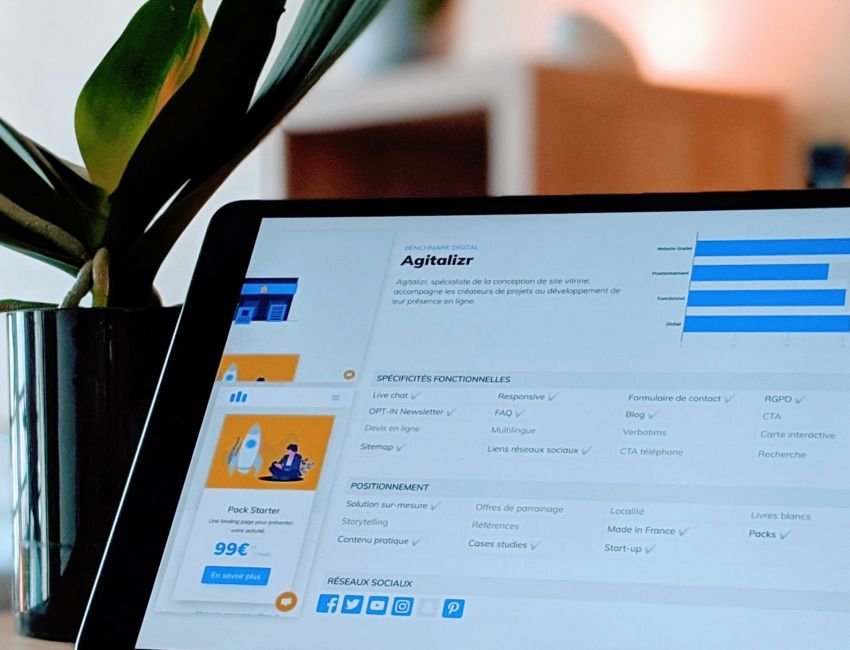 BENCHMARK DIGITAL
Agitalizr
Agitalizr, spécialiste de la conception de site vitrine,
accompagne les créateurs de projets au développement de
leur présence en ligne.
Website Grader
Positionnement
Fonctionnel
Global
SPÉCIFICITÉS FONCTIONNELLES
Live chat ✓ Responsive ✓ Formulaire de contact ✓ RGPD ✓
OPT-IN Newsletter ✓ FAQ ✓ Blog ✓ CTA
Devis en ligne Multilingue Verbatims Carte interactive
Sitemap ✓ Liens réseaux sociaux ✓ CTA téléphone Recherche
POSITIONNEMENT
Solution sur-mesure ✓ Offres de parrainage Localité Livres blancs
Storytelling Références Made In France ✓ Packs ✓
Contenu pratique ✓ Cases studies ✓ Start-up ✓
RÉSEAUX SOCIAUX
Pack Starter
Une landing page pour présenter
votre activité.
99€
/ mois
En savoir plus